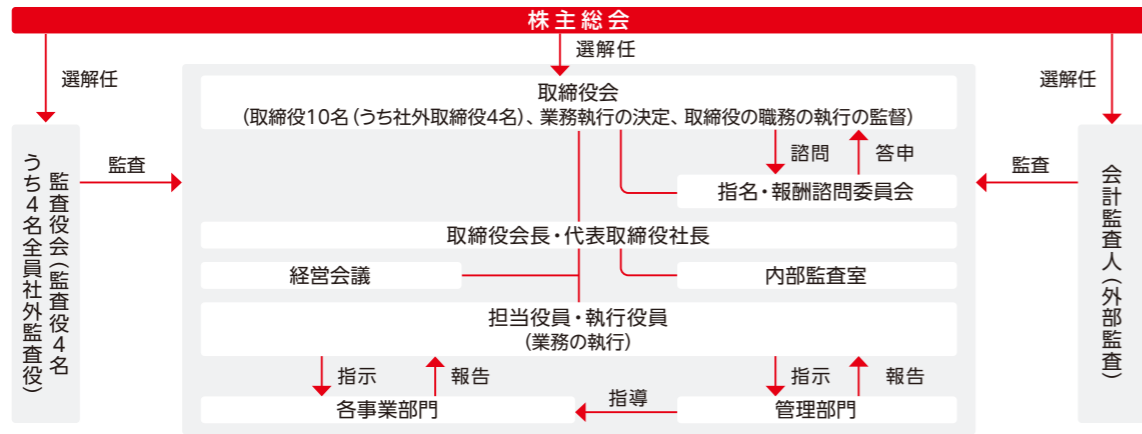 株主総会
選解任
選解任
選解任
取締役会
(取締役10名(うち社外取締役4名)、業務執行の決定、取締役の職務の執行の監督)
監査役会(監査役4名
うち4名全員社外監査役)
監査
諮問
答申
指名・報酬諮問委員会
監査
会計監査人(外部監査)
取締役会長・代表取締役社長
経営会議
内部監査室
担当役員・執行役員
(業務の執行)
指示
報告
指示
報告
各事業部門
指導
管理部門